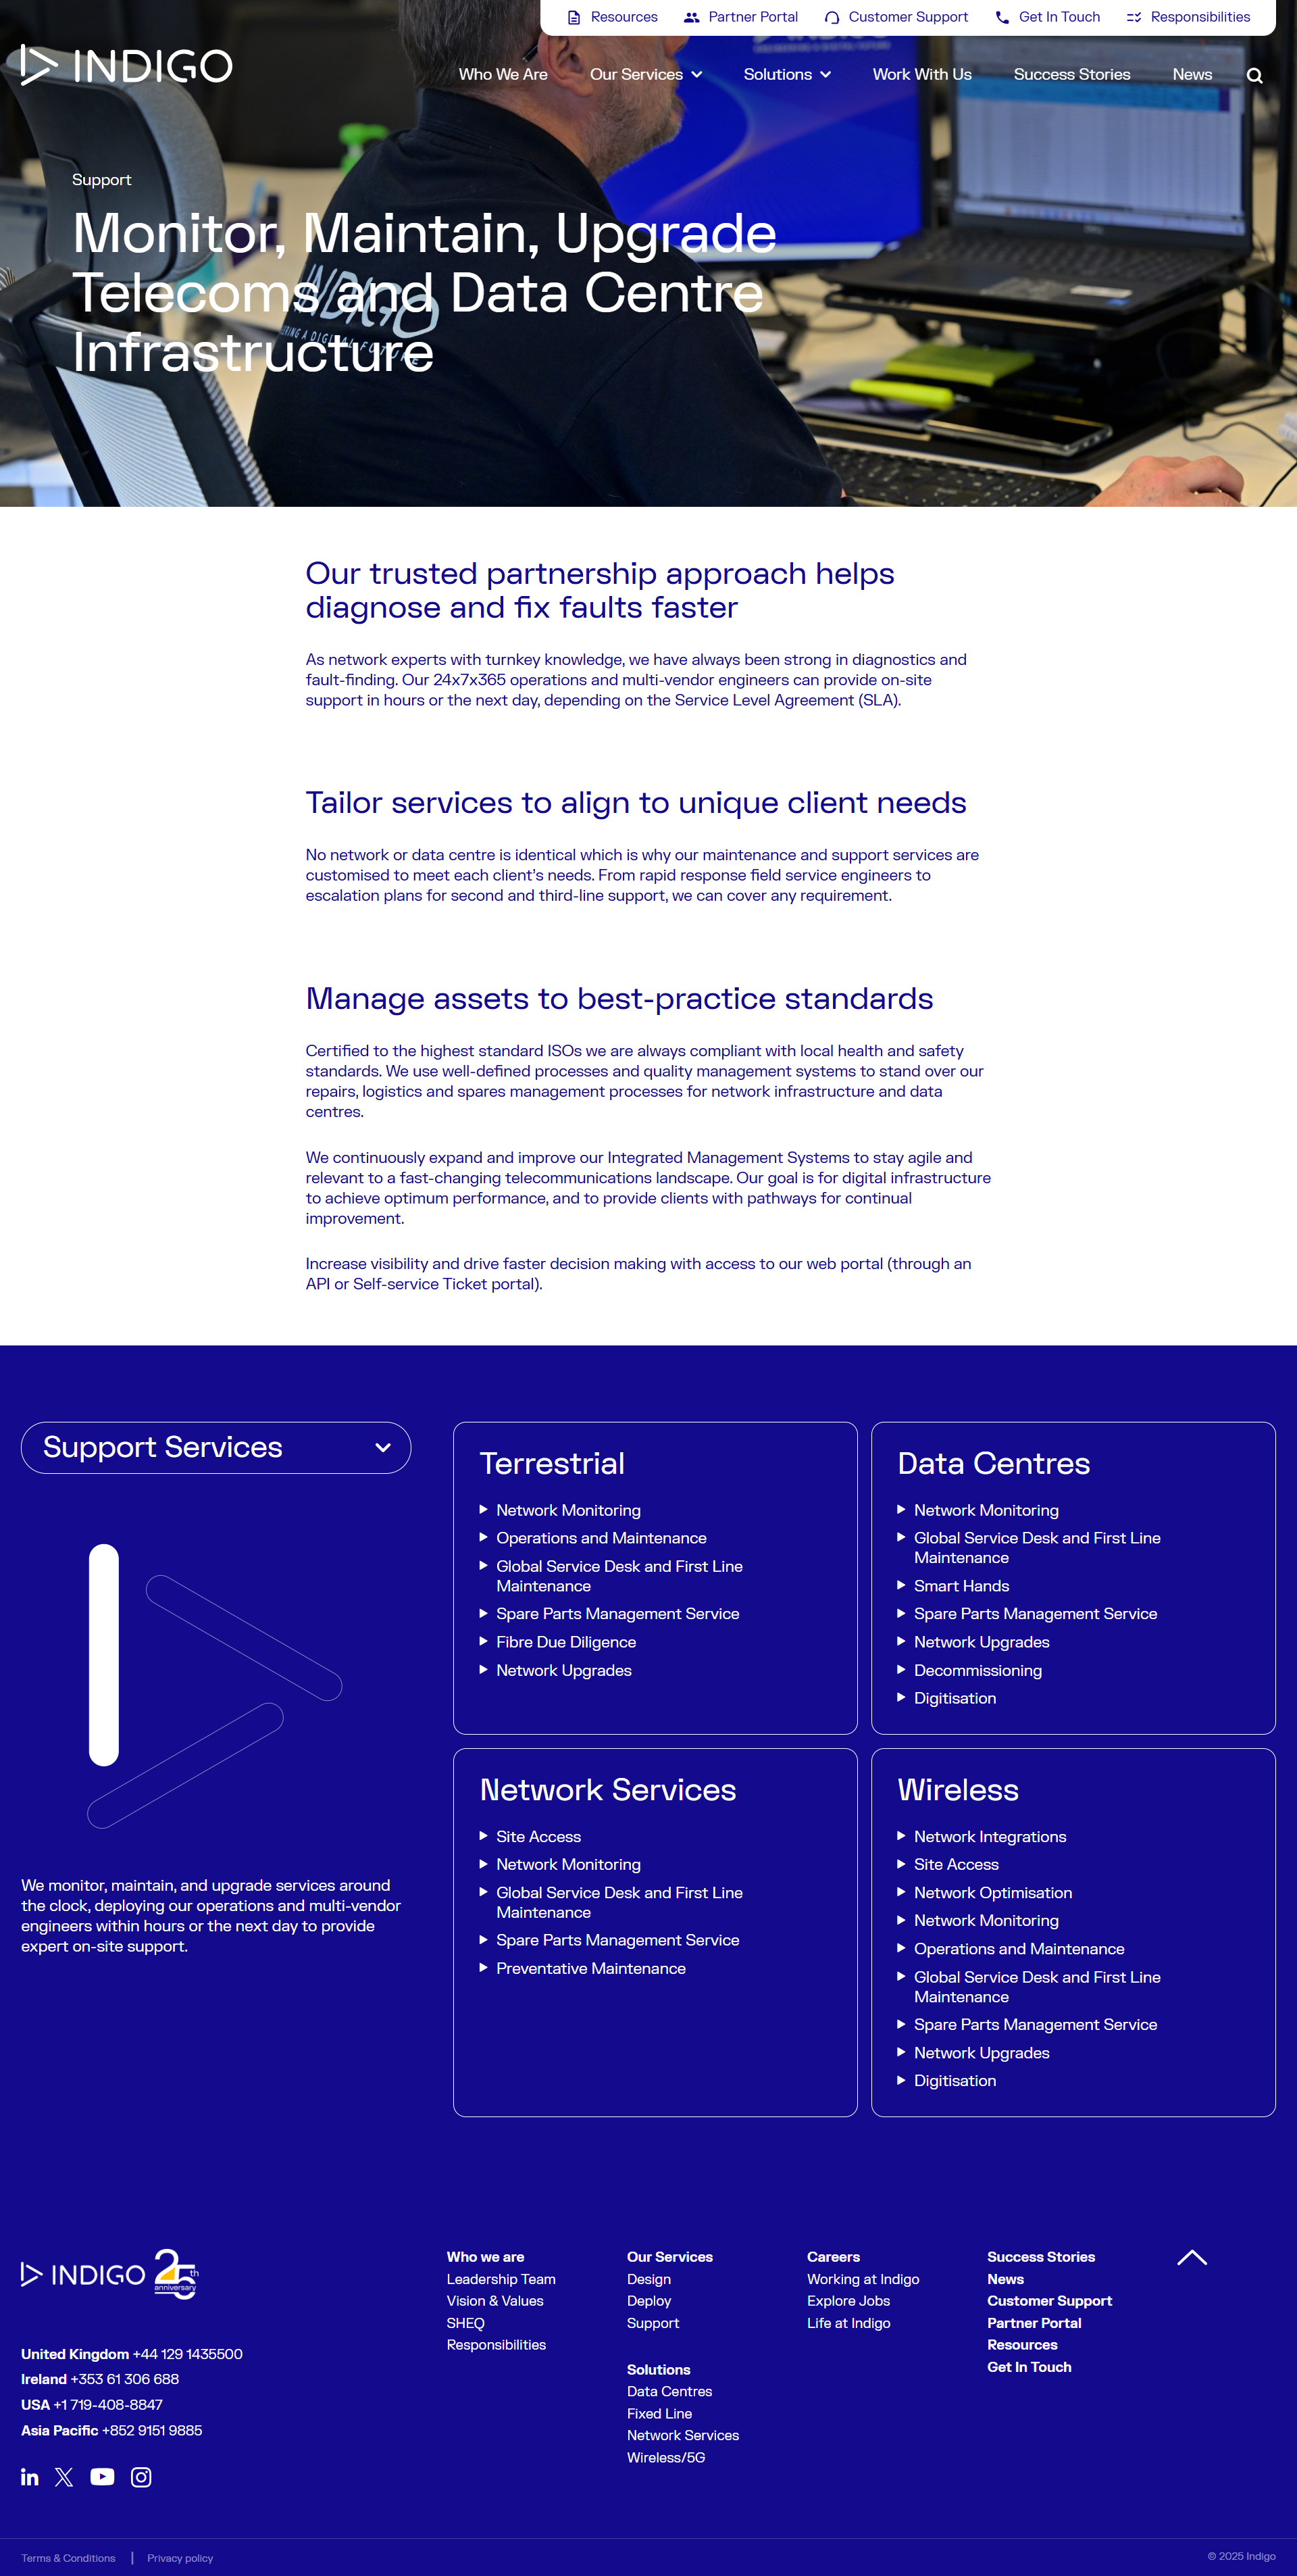 Resources
Partner Portal
Customer Support
Get In Touch
Responsibilities
INDIGO
Who We Are
Our Services
Solutions
Work With Us
Success Stories
News
Support
Monitor, Maintain, Upgrade
Telecoms and Data Centre
Infrastructure
INDIGO
Our trusted partnership approach helps
diagnose and fix faults faster
As network experts with turnkey knowledge, we have always been strong in diagnostics and
fault-finding. Our 24x7x365 operations and multi-vendor engineers can provide on-site
support in hours or the next day, depending on the Service Level Agreement (SLA).
Tailor services to align to unique client needs
No network or data centre is identical which is why our maintenance and support services are
customised to meet each client’s needs. From rapid response field service engineers to
escalation plans for second and third-line support, we can cover any requirement.
Manage assets to best-practice standards
Certified to the highest standard ISOs we are always compliant with local health and safety
standards. We use well-defined processes and quality management systems to stand over our
repairs, logistics and spares management processes for network infrastructure and data
centres.
We continuously expand and improve our Integrated Management Systems to stay agile and
relevant to a fast-changing telecommunications landscape. Our goal is for digital infrastructure
to achieve optimum performance, and to provide clients with pathways for continual
improvement.
Increase visibility and drive faster decision making with access to our web portal (through an
API or Self-service Ticket portal).
Support Services
We monitor, maintain, and upgrade services around
the clock, deploying our operations and multi-vendor
engineers within hours or the next day to provide
expert on-site support.
Terrestrial
Network Monitoring
Operations and Maintenance
Global Service Desk and First Line
Maintenance
Spare Parts Management Service
Fibre Due Diligence
Network Upgrades
Data Centres
Network Monitoring
Global Service Desk and First Line
Maintenance
Smart Hands
Spare Parts Management Service
Network Upgrades
Decommissioning
Digitisation
Network Services
Site Access
Network Monitoring
Global Service Desk and First Line
Maintenance
Spare Parts Management Service
Preventative Maintenance
Wireless
Network Integrations
Site Access
Network Optimisation
Network Monitoring
Operations and Maintenance
Global Service Desk and First Line
Maintenance
Spare Parts Management Service
Network Upgrades
Digitisation
INDIGO 25th anniversary
United Kingdom +44 129 1435500
Ireland +353 61 306 688
USA +1 719-408-8847
Asia Pacific +852 9151 9885
Who we are
Leadership Team
Vision & Values
SHEQ
Responsibilities
Our Services
Design
Deploy
Support
Solutions
Data Centres
Fixed Line
Network Services
Wireless/5G
Careers
Working at Indigo
Explore Jobs
Life at Indigo
Success Stories
News
Customer Support
Partner Portal
Resources
Get In Touch
Terms & Conditions | Privacy policy
© 2025 Indigo